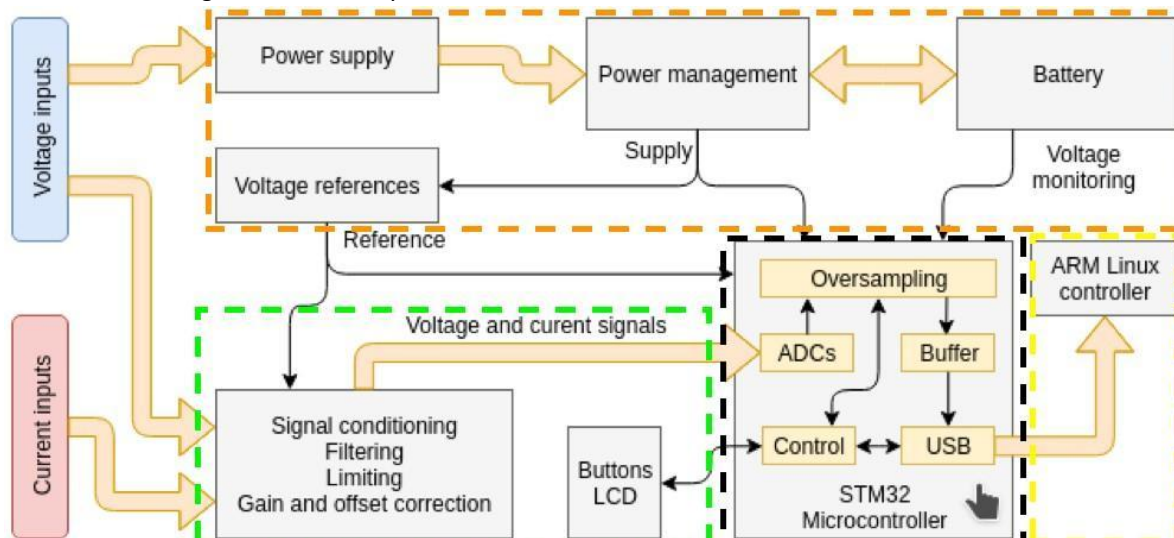 Voltage inputs
Power supply
Power management
Battery
Voltage references
Supply
Voltage
monitoring
Reference
Current inputs
Voltage and curent signals
Signal conditioning
Filtering
Limiting
Gain and offset correction
Buttons
LCD
Oversampling
ADCs
Buffer
Control
USB
STM32
Microcontroller
ARM Linux
controller